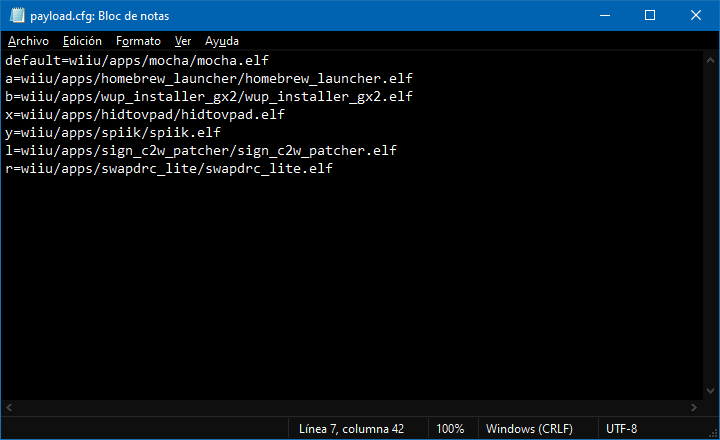 payload.cfg: Bloc de notas
Archivo Edición Formato Ver Ayuda
default=wiiu/apps/mocha/mocha.elf
a=wiiu/apps/homebrew_launcher/homebrew_launcher.elf
b=wiiu/apps/wup_installer_gx2/wup_installer_gx2.elf
x=wiiu/apps/hidtovpad/hidtovpad.elf
y=wiiu/apps/spiik/spiik.elf
l=wiiu/apps/sign_c2w_patcher/sign_c2w_patcher.elf
r=wiiu/apps/swapdrc_lite/swapdrc_lite.elf
Línea 7, columna 42 100% Windows (CRLF) UTF-8